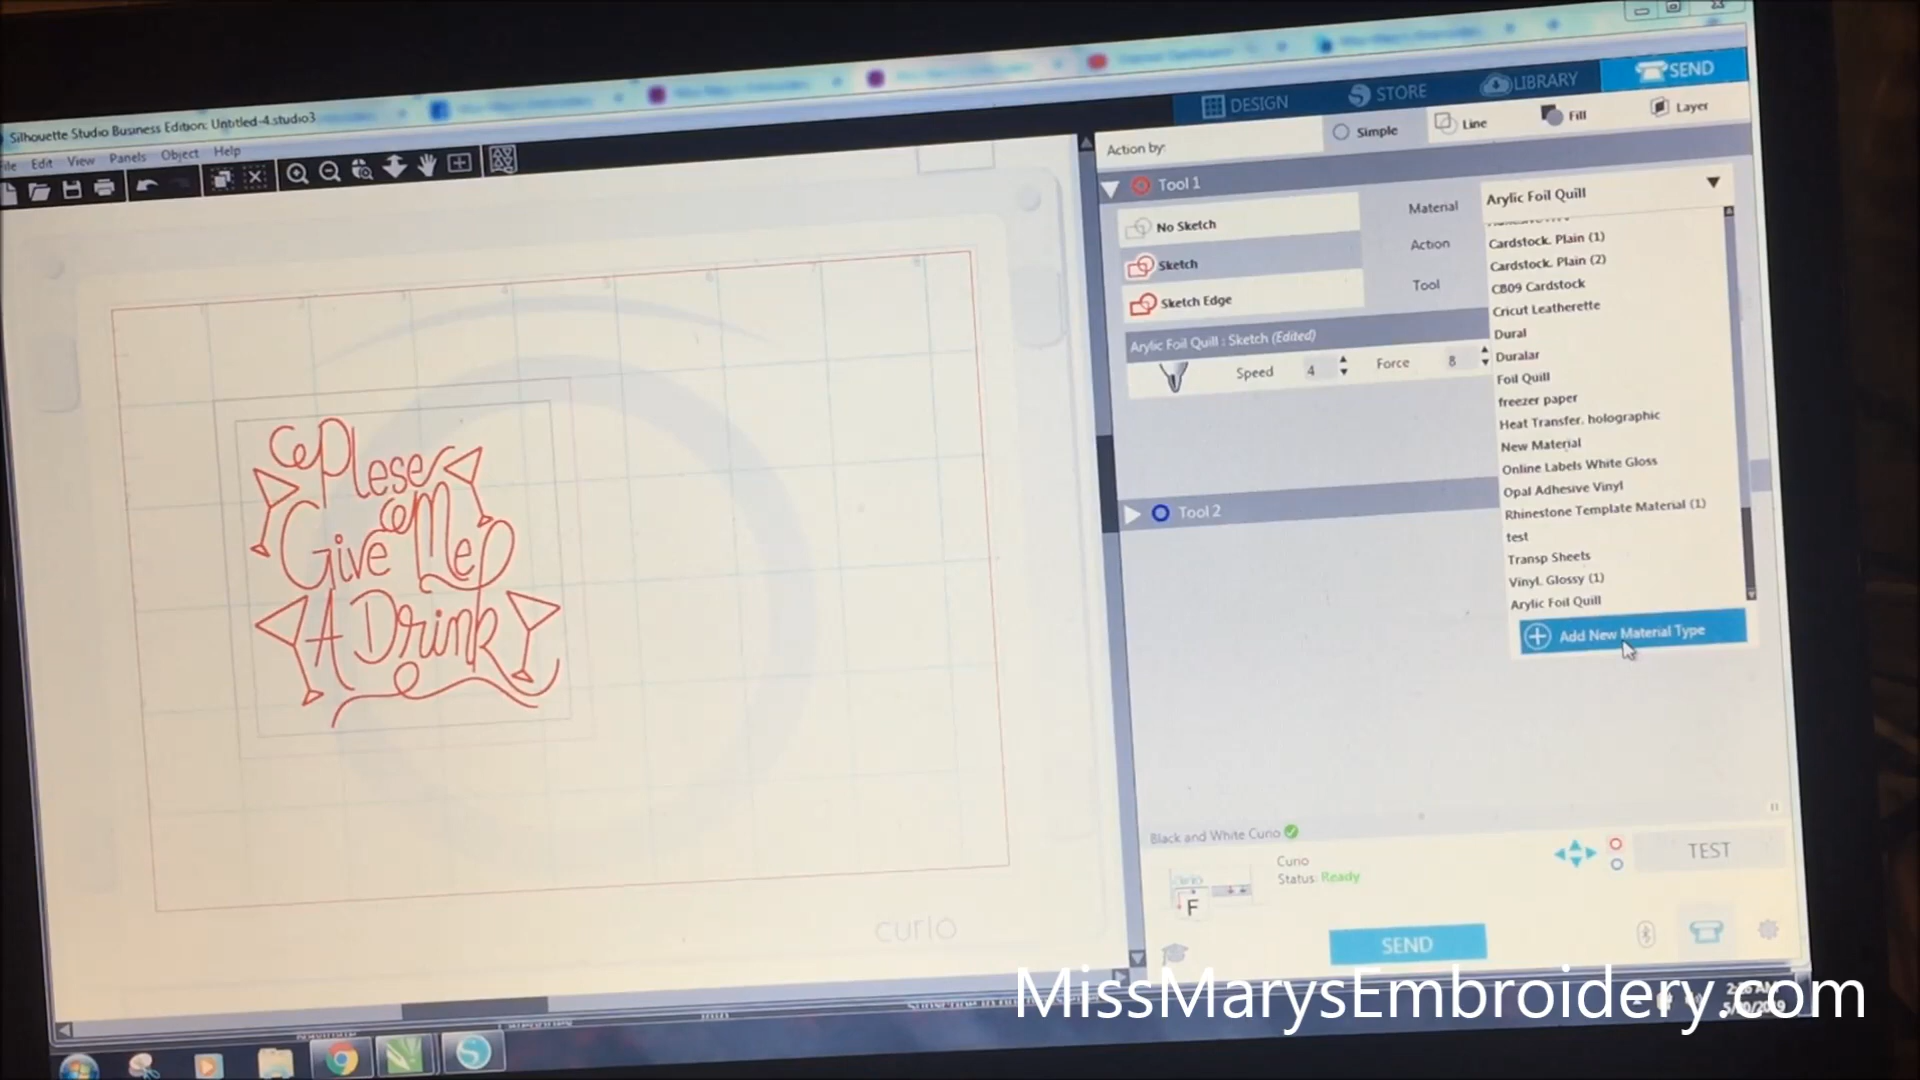 Silhouette Studio Business Edition: Untitled-4.studio3
File Edit View Panels Object Help
DESIGN STORE LIBRARY SEND
Action by: Simple Line Fill Layer
Tool 1
No Sketch
Sketch
Sketch Edge
Material Arylic Foil Quill
Action
Tool
Cardstock, Plain (1)
Cardstock, Plain (2)
CB09 Cardstock
Cricut Leatherette
Dural
Duralar
Foil Quill
freezer paper
Heat Transfer, holographic
New Material
Online Labels White Gloss
Opal Adhesive Vinyl
Rhinestone Template Material (1)
test
Transp Sheets
Vinyl, Glossy (1)
Arylic Foil Quill
Add New Material Type
Arylic Foil Quill : Sketch (Edited)
Speed 4 Force 8
Tool 2
Plese
Give Me
A Drink
curio
Black and White Curio
Curio
Status: Ready
F
TEST
SEND
MissMarysEmbroidery.com